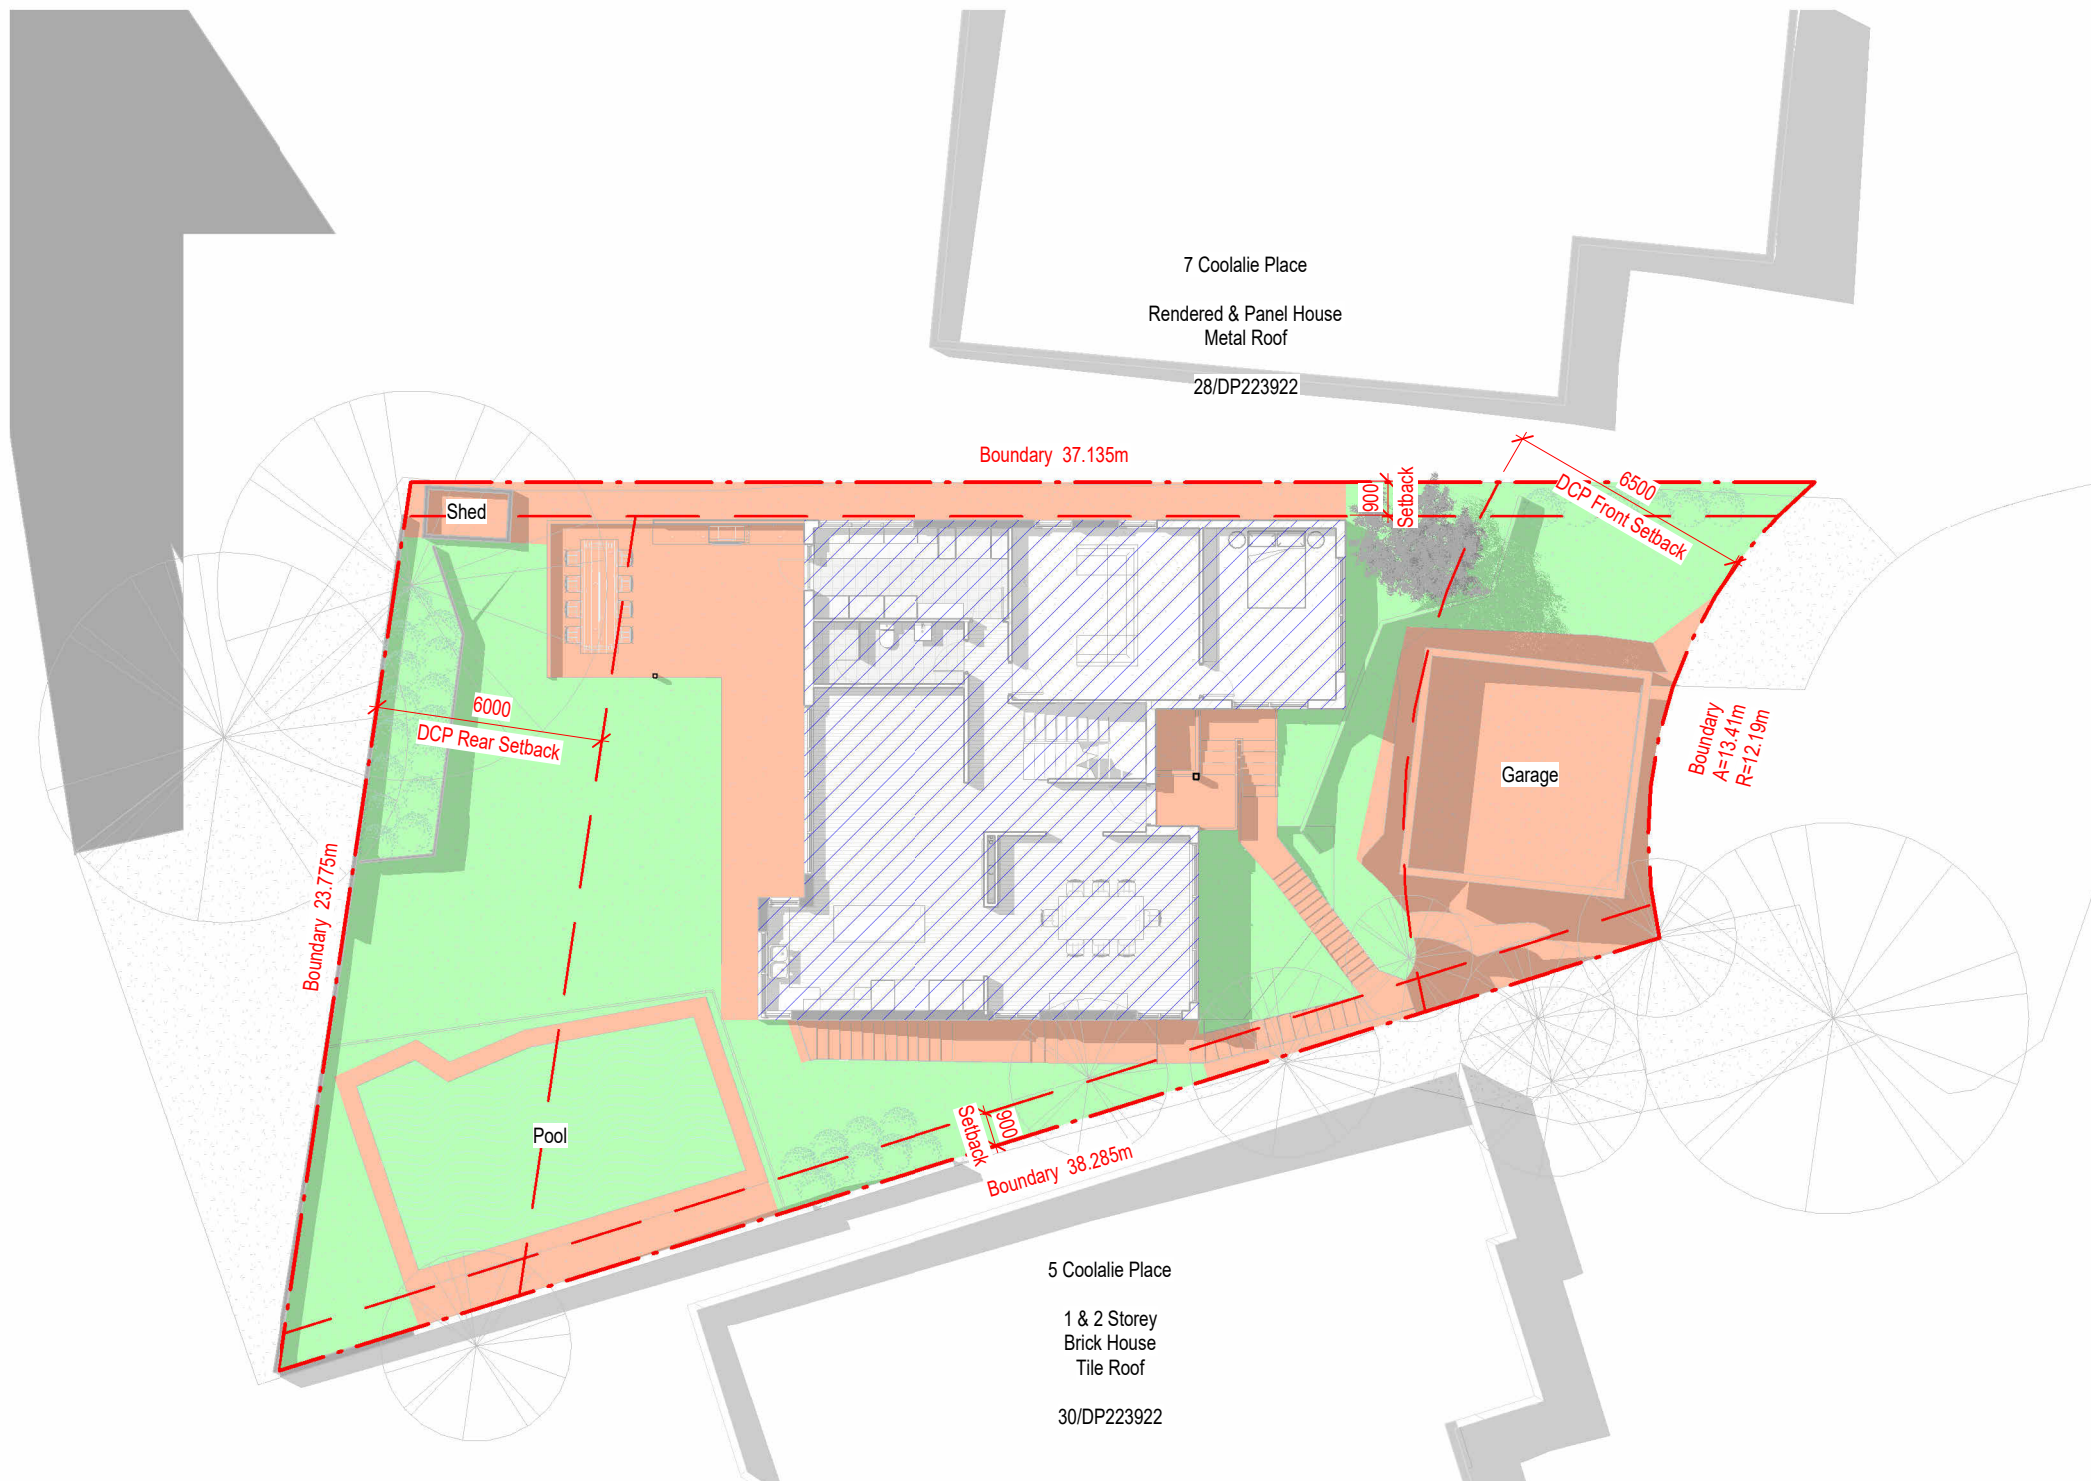 7 Coolalie Place
Rendered & Panel House
Metal Roof
28/DP223922
Boundary 37.135m
900
Setback
6500
DCP Front Setback
Shed
6000
DCP Rear Setback
Boundary
A=13.41m
R=12.19m
Garage
Boundary 23.775m
Pool
900
Setback
Boundary 38.285m
5 Coolalie Place
1 & 2 Storey
Brick House
Tile Roof
30/DP223922